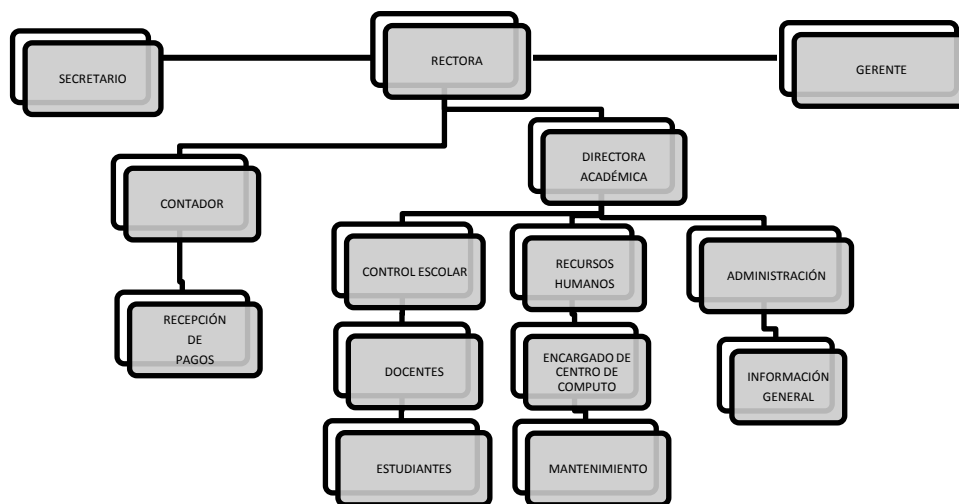 SECRETARIO
RECTORA
GERENTE
CONTADOR
DIRECTORA
ACADÉMICA
RECEPCIÓN
DE
PAGOS
CONTROL ESCOLAR
RECURSOS
HUMANOS
ADMINISTRACIÓN
DOCENTES
ENCARGADO DE
CENTRO DE
COMPUTO
INFORMACIÓN
GENERAL
ESTUDIANTES
MANTENIMIENTO